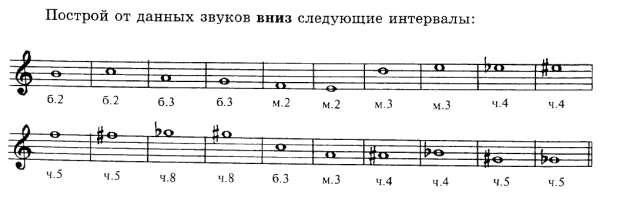 Построй от данных звуков вниз следующие интервалы:
б.2 б.2 б.3 б.3 м.2 м.2 м.3 м.3 ч.4 ч.4
ч.5 ч.5 ч.8 ч.8 б.3 м.3 ч.4 ч.4 ч.5 ч.5